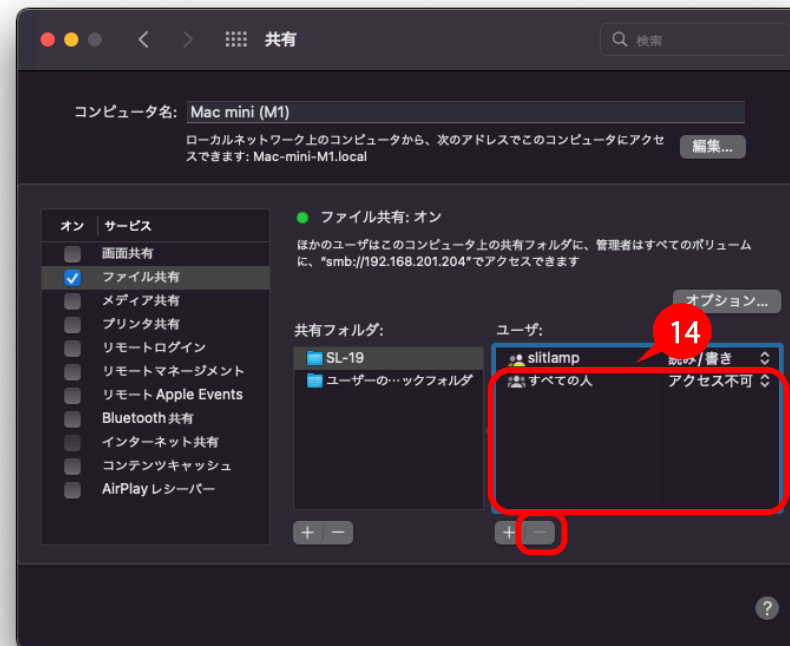 共有
検索
コンピュータ名: Mac mini (M1)
ローカルネットワーク上のコンピュータから、次のアドレスでこのコンピュータにアクセ
スできます: Mac-mini-M1.local
編集...
オン サービス
画面共有
ファイル共有
メディア共有
プリンタ共有
リモートログイン
リモートマネージメント
リモート Apple Events
Bluetooth 共有
インターネット共有
コンテンツキャッシュ
AirPlay レシーバー
ファイル共有: オン
ほかのユーザはこのコンピュータ上の共有フォルダに、管理者はすべてのボリューム
に、"smb://192.168.201.204"でアクセスできます
オプション...
共有フォルダ:
SL-19
ユーザーの…ックフォルダ
ユーザ:
14
slitlamp 読み/書き
すべての人 アクセス不可
+ −
+ −
?